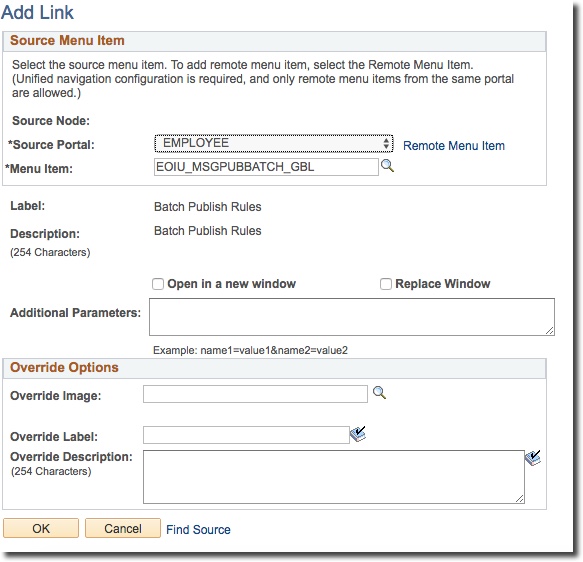 Add Link
Source Menu Item
Select the source menu item. To add remote menu item, select the Remote Menu Item.
(Unified navigation configuration is required, and only remote menu items from the same portal
are allowed.)
Source Node:
*Source Portal: EMPLOYEE Remote Menu Item
*Menu Item: EOIU_MSGPUBBATCH_GBL
Label: Batch Publish Rules
Description: Batch Publish Rules
(254 Characters)
Open in a new window Replace Window
Additional Parameters:
Example: name1=value1&name2=value2
Override Options
Override Image:
Override Label:
Override Description:
(254 Characters)
OK Cancel Find Source